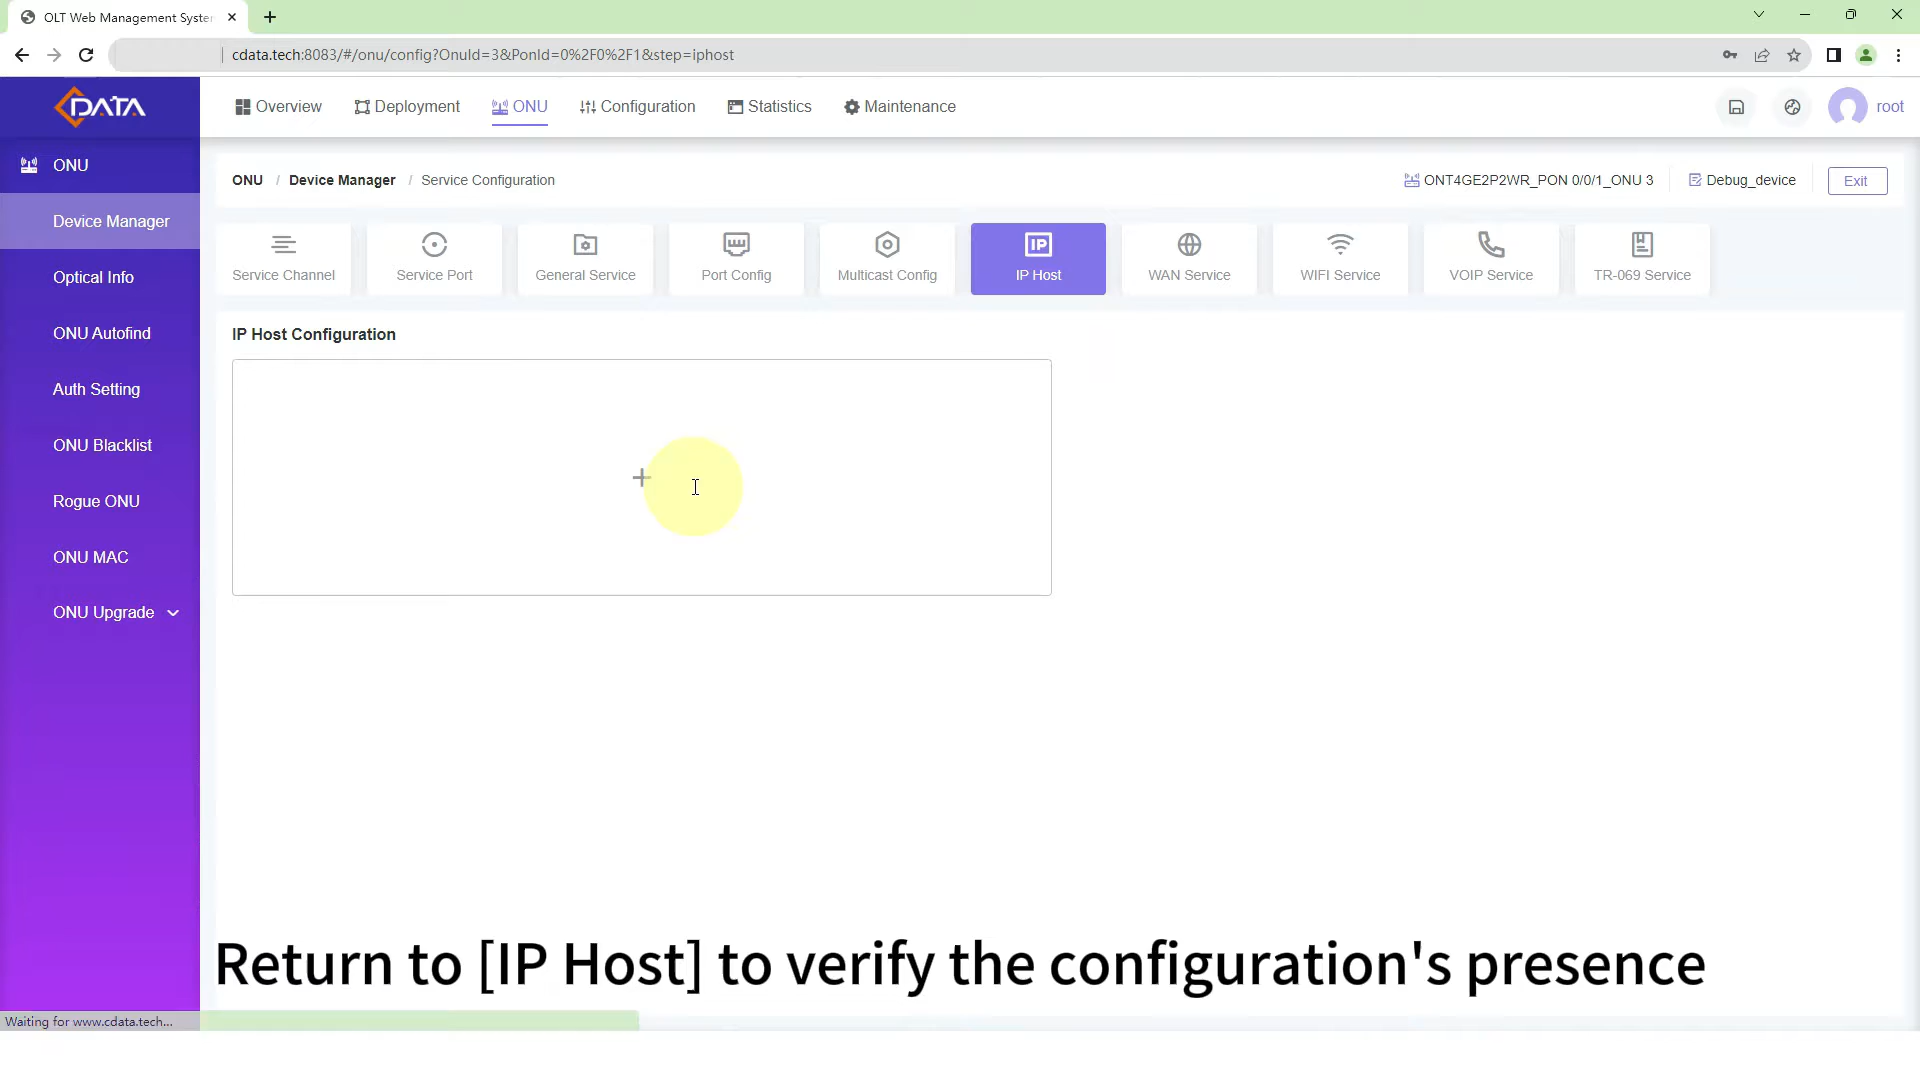 OLT Web Management Syste
cdata.tech:8083/#/onu/config?OnuId=3&PonId=0%2F0%2F1&step=iphost
DATA
Overview
Deployment
ONU
Configuration
Statistics
Maintenance
root
ONU
Device Manager
Optical Info
ONU Autofind
Auth Setting
ONU Blacklist
Rogue ONU
ONU MAC
ONU Upgrade
ONU / Device Manager / Service Configuration
ONT4GE2P2WR_PON 0/0/1_ONU 3
Debug_device
Exit
Service Channel
Service Port
General Service
Port Config
Multicast Config
IP
IP Host
WAN Service
WIFI Service
VOIP Service
TR-069 Service
IP Host Configuration
Return to [IP Host] to verify the configuration's presence
Waiting for www.cdata.tech...